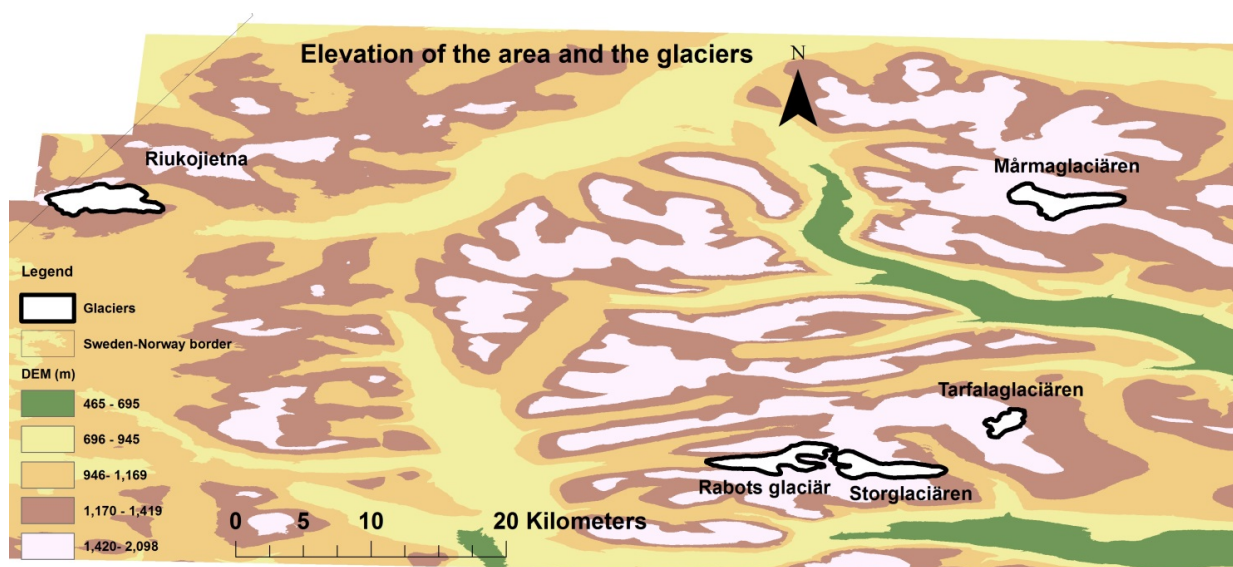 Elevation of the area and the glaciers
N
Riukojietna
Mårmaglaciären
Legend
Glaciers
Sweden-Norway border
DEM (m)
465 - 695
696 - 945
946- 1,169
1,170 - 1,419
1,420- 2,098
Tarfalaglaciären
Rabots glaciär
Storglaciären
0 5 10 20 Kilometers